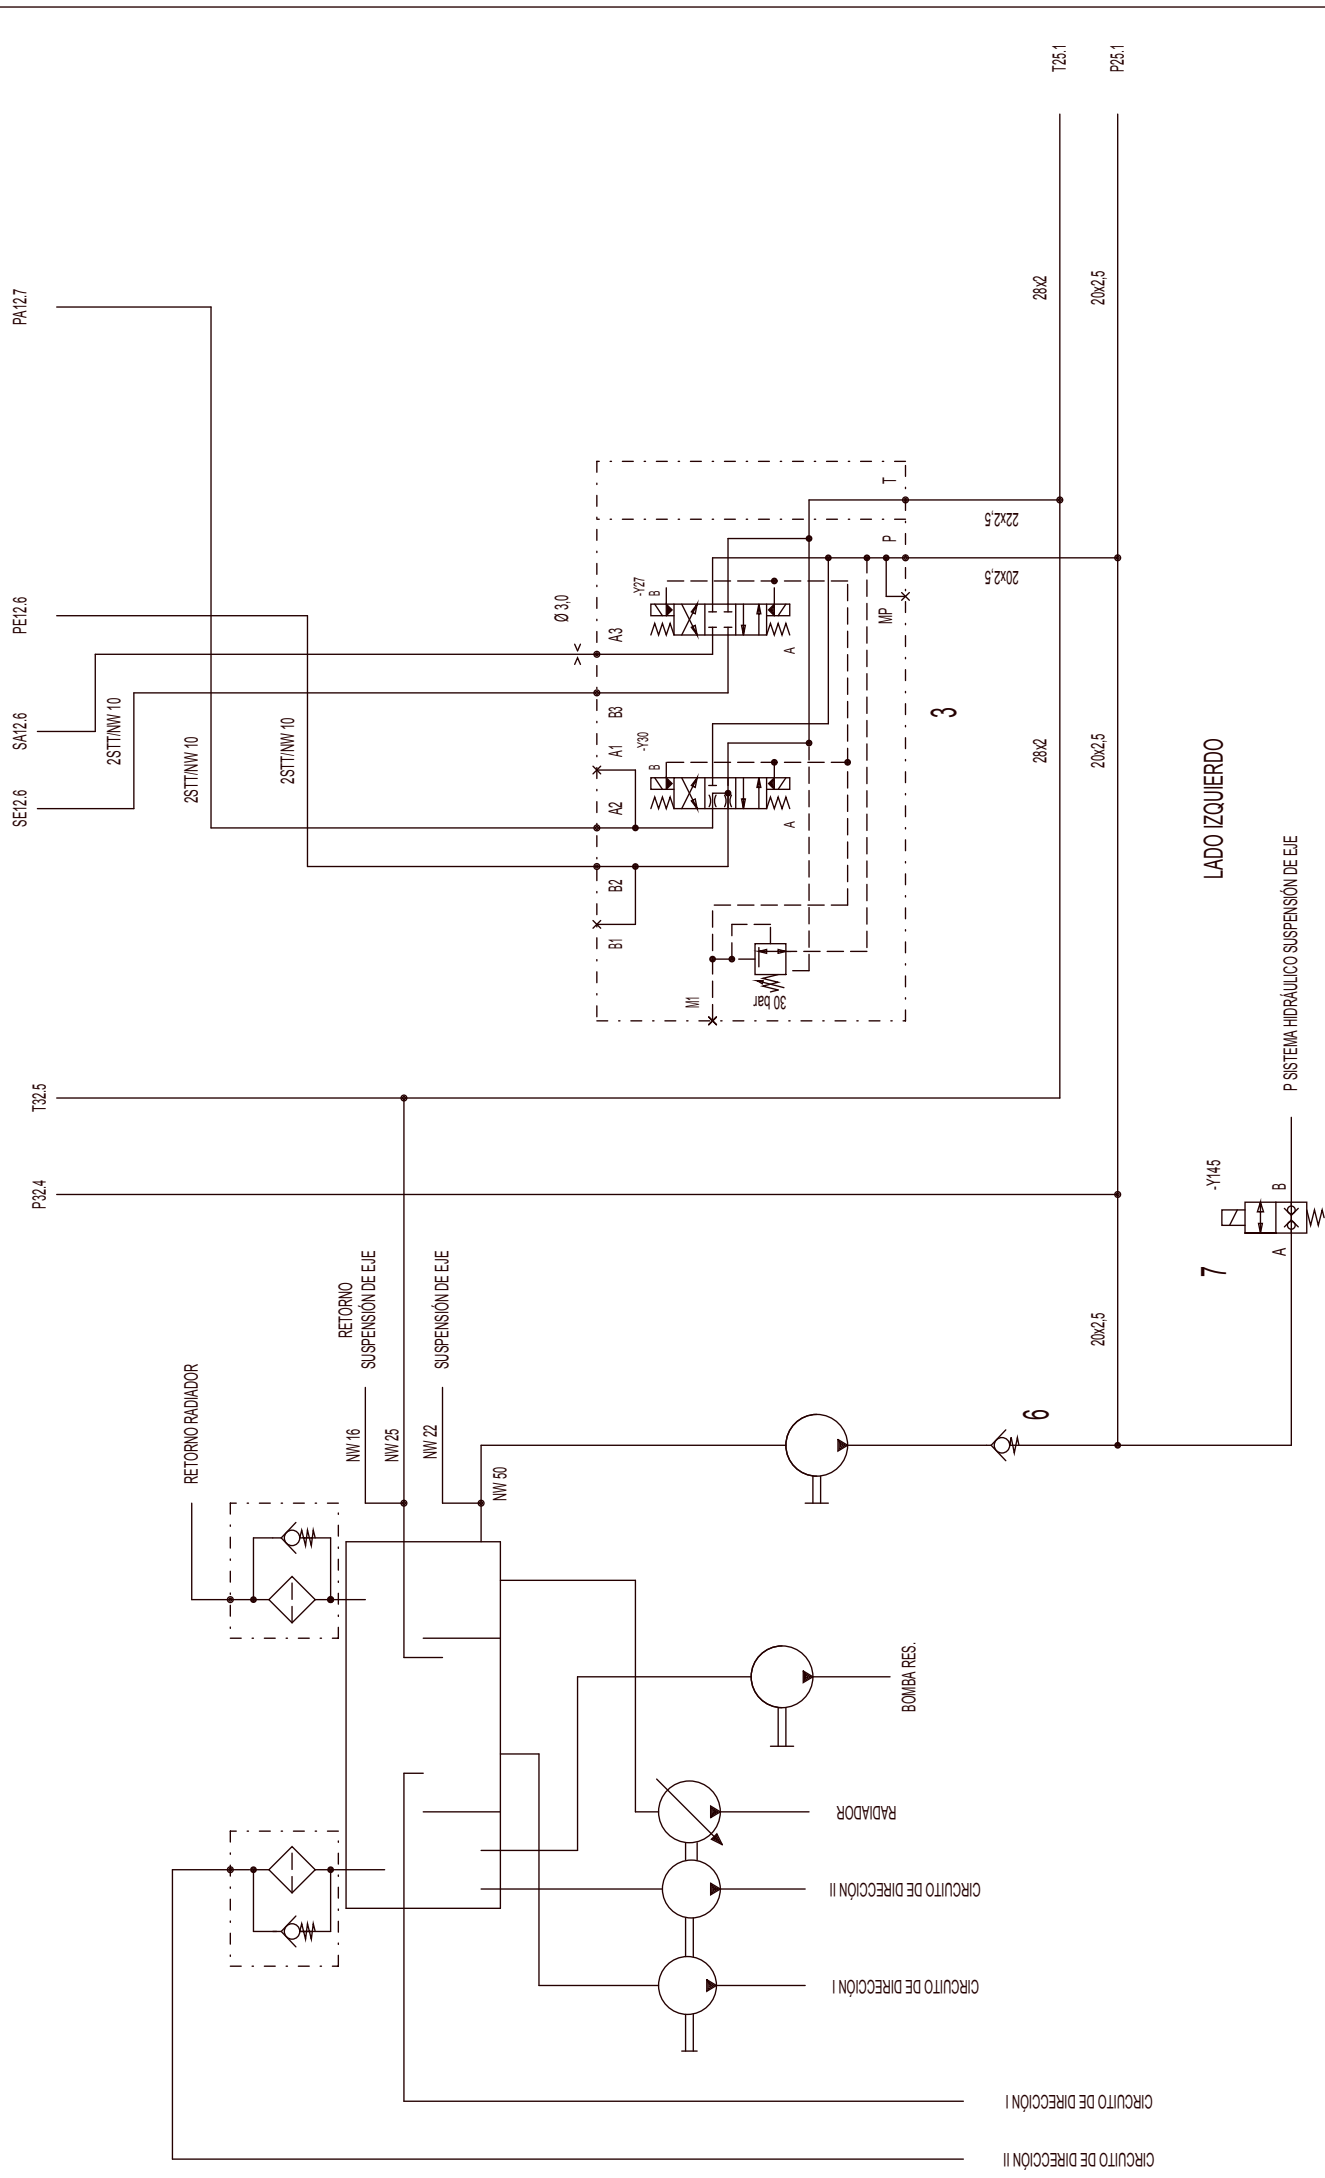 T25.1
P25.1
PA12.7
28x2
20x2,5
T
22x2,5
P
20x2,5
MP
-Y27
B
A
PE12.6
Ø 3,0
A3
SA12.6
2STT/NW 10
B3
A1
-Y30
B
A
3
SE12.6
2STT/NW 10
2STT/NW 10
A2
28x2
20x2,5
B2
B1
M1
30 bar
LADO IZQUIERDO
P SISTEMA HIDRÁULICO SUSPENSIÓN DE EJE
T32.5
P32.4
-Y145
B
A
7
RETORNO
SUSPENSIÓN DE EJE
SUSPENSIÓN DE EJE
20x2,5
RETORNO RADIADOR
NW 16
NW 25
NW 22
NW 50
6
BOMBA RES.
RADIADOR
CIRCUITO DE DIRECCIÓN II
CIRCUITO DE DIRECCIÓN I
CIRCUITO DE DIRECCIÓN I
CIRCUITO DE DIRECCIÓN II